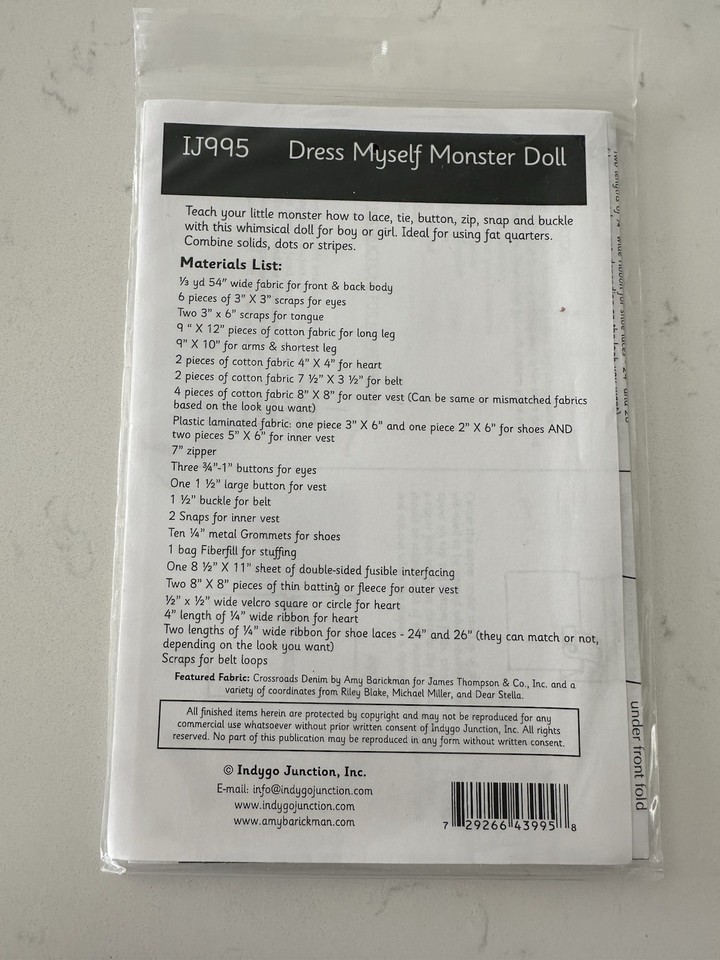 IJ995 Dress Myself Monster Doll
Teach your little monster how to lace, tie, button, zip, snap and buckle
with this whimsical doll for boy or girl. Ideal for using fat quarters.
Combine solids, dots or stripes.
Materials List:
⅓ yd 54" wide fabric for front & back body
6 pieces of 3" X 3" scraps for eyes
Two 3" x 6" scraps for tongue
9 " X 12" pieces of cotton fabric for long leg
9" X 10" for arms & shortest leg
2 pieces of cotton fabric 4" X 4" for heart
2 pieces of cotton fabric 7 ½" X 3 ½" for belt
4 pieces of cotton fabric 8" X 8" for outer vest (Can be same or mismatched fabrics
based on the look you want)
Plastic laminated fabric: one piece 3" X 6" and one piece 2" X 6" for shoes AND
two pieces 5" X 6" for inner vest
7" zipper
Three ¾"-1" buttons for eyes
One 1 ½" large button for vest
1 ½" buckle for belt
2 Snaps for inner vest
Ten ¼" metal Grommets for shoes
1 bag Fiberfill for stuffing
One 8 ½" X 11" sheet of double-sided fusible interfacing
Two 8" X 8" pieces of thin batting or fleece for outer vest
½" x ½" wide velcro square or circle for heart
4" length of ¼" wide ribbon for heart
Two lengths of ¼" wide ribbon for shoe laces - 24" and 26" (they can match or not,
depending on the look you want)
Scraps for belt loops
Featured Fabric: Crossroads Denim by Amy Barickman for James Thompson & Co., Inc. and a
variety of coordinates from Riley Blake, Michael Miller, and Dear Stella.
All finished items herein are protected by copyright and may not be reproduced for any
commercial use whatsoever without prior written consent of Indygo Junction, Inc. All rights
reserved. No part of this publication may be reproduced in any form without written consent.
© Indygo Junction, Inc.
E-mail: info@indygojunction.com
www.indygojunction.com
www.amybarickman.com
7 29266 43995 8
under front fold